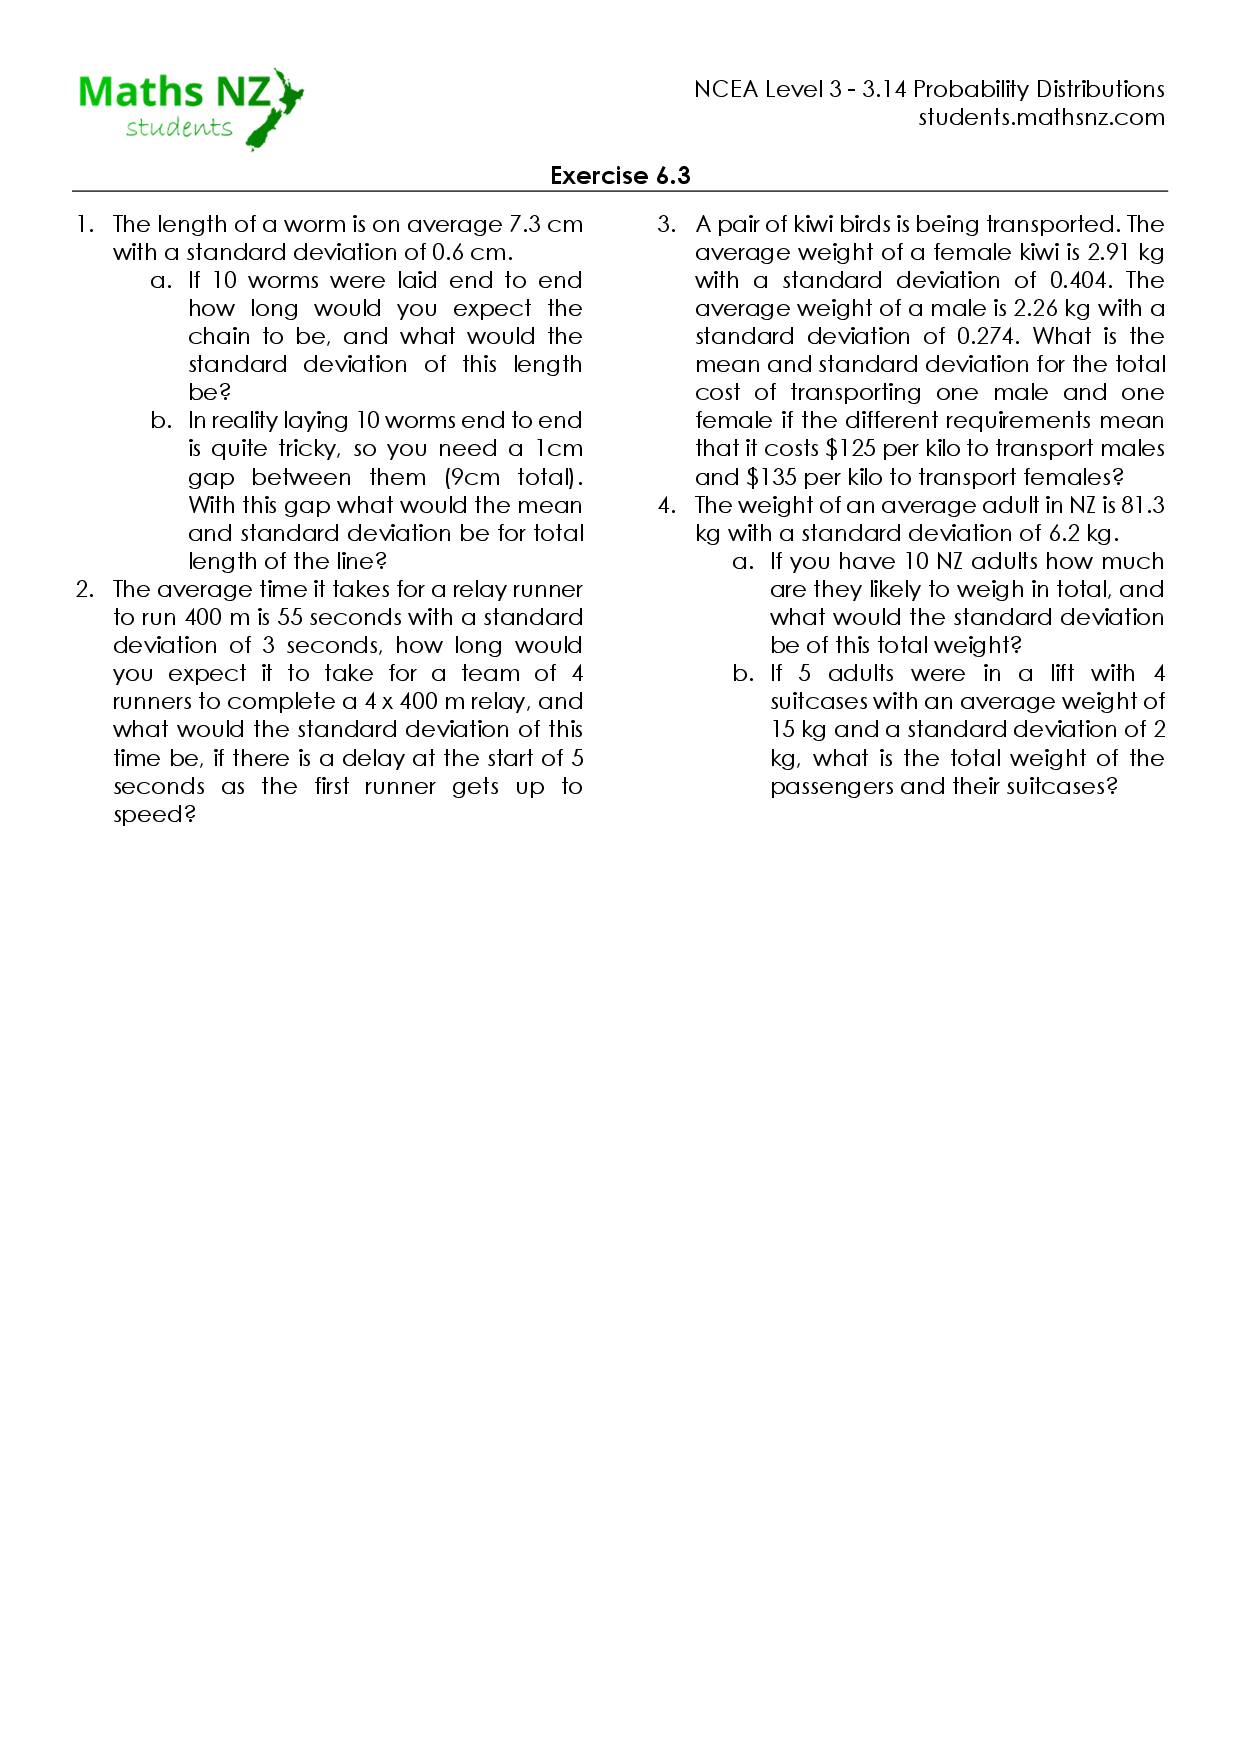 Maths NZ
students
NCEA Level 3 - 3.14 Probability Distributions
students.mathsnz.com
Exercise 6.3
1. The length of a worm is on average 7.3 cm
with a standard deviation of 0.6 cm.
a. If 10 worms were laid end to end
how long would you expect the
chain to be, and what would the
standard deviation of this length
be?
b. In reality laying 10 worms end to end
is quite tricky, so you need a 1cm
gap between them (9cm total).
With this gap what would the mean
and standard deviation be for total
length of the line?
2. The average time it takes for a relay runner
to run 400 m is 55 seconds with a standard
deviation of 3 seconds, how long would
you expect it to take for a team of 4
runners to complete a 4 x 400 m relay, and
what would the standard deviation of this
time be, if there is a delay at the start of 5
seconds as the first runner gets up to
speed?
3. A pair of kiwi birds is being transported. The
average weight of a female kiwi is 2.91 kg
with a standard deviation of 0.404. The
average weight of a male is 2.26 kg with a
standard deviation of 0.274. What is the
mean and standard deviation for the total
cost of transporting one male and one
female if the different requirements mean
that it costs $125 per kilo to transport males
and $135 per kilo to transport females?
4. The weight of an average adult in NZ is 81.3
kg with a standard deviation of 6.2 kg.
a. If you have 10 NZ adults how much
are they likely to weigh in total, and
what would the standard deviation
be of this total weight?
b. If 5 adults were in a lift with 4
suitcases with an average weight of
15 kg and a standard deviation of 2
kg, what is the total weight of the
passengers and their suitcases?